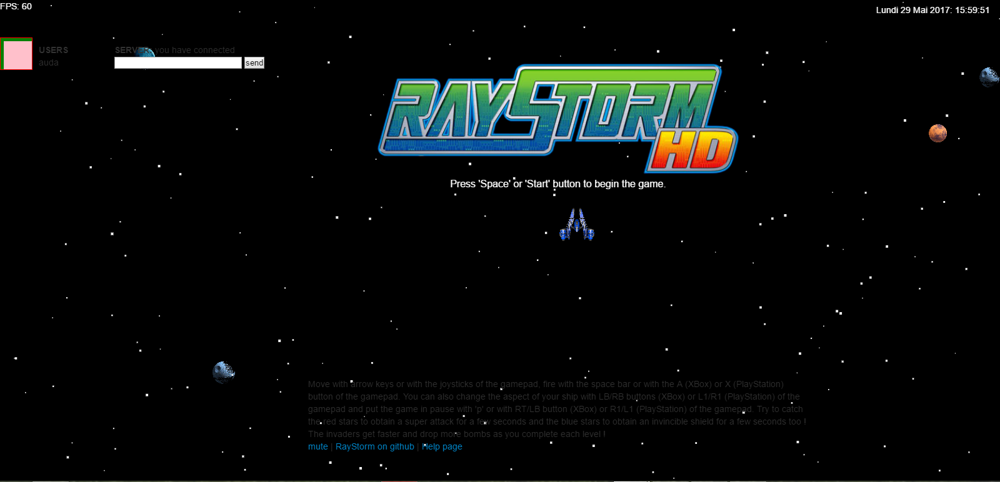 FPS: 60
Lundi 29 Mai 2017: 15:59:51
USERS
auda
SERVER: you have connected
send
RAYSTORM
HD
Press 'Space' or 'Start' button to begin the game.
Move with arrow keys or with the joysticks of the gamepad, fire with the space bar or with the A (XBox) or X (PlayStation)
button of the gamepad. You can also change the aspect of your ship with LB/RB buttons (XBox) or L1/R1 (PlayStation) of the
gamepad and put the game in pause with 'p' or with RT/LB button (XBox) or R1/L1 (PlayStation) of the gamepad. Try to catch
the red stars to obtain a super attack for a few seconds and the blue stars to obtain an invincible shield for a few seconds too !
The invaders get faster and drop more bombs as you complete each level !
mute | RayStorm on github | Help page